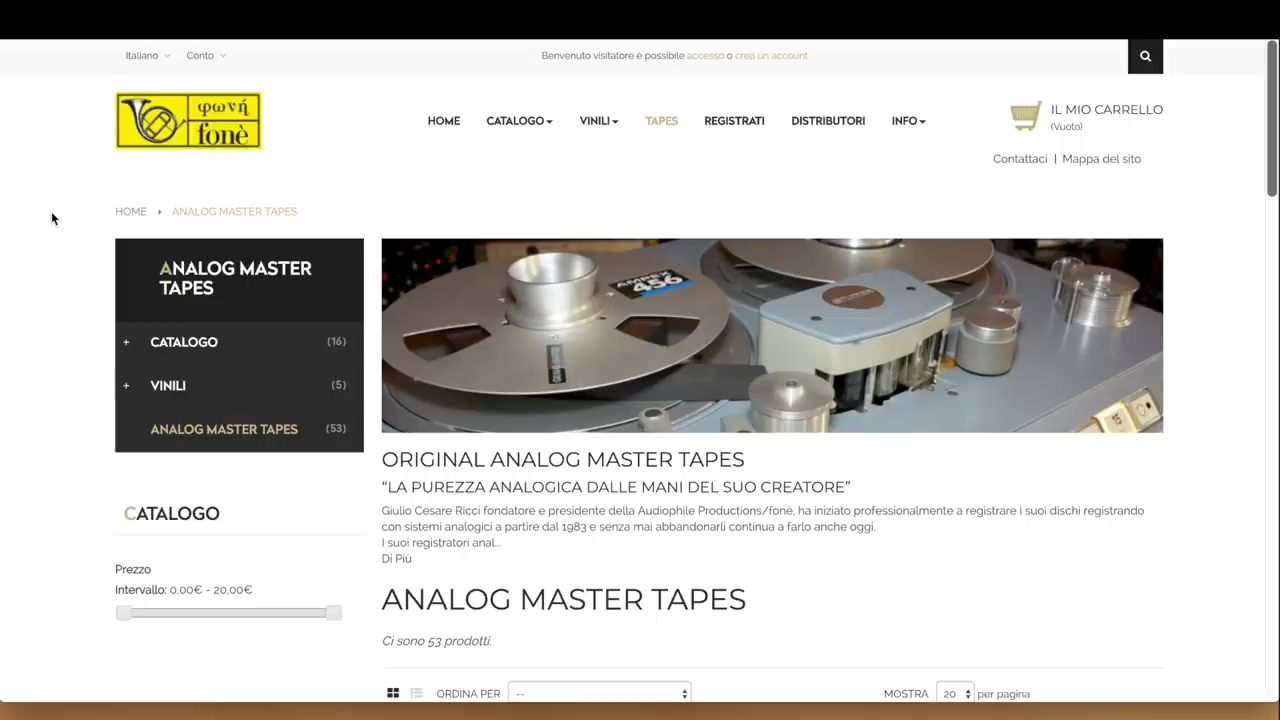 Italiano
Conto
Benvenuto visitatore è possibile accesso o crea un account
φωνή
fonè
HOME
CATALOGO
VINILI
TAPES
REGISTRATI
DISTRIBUTORI
INFO
IL MIO CARRELLO
(Vuoto)
Contattaci | Mappa del sito
HOME
ANALOG MASTER TAPES
ANALOG MASTER
TAPES
+ CATALOGO (16)
+ VINILI (5)
ANALOG MASTER TAPES (53)
CATALOGO
Prezzo
Intervallo: 0,00€ - 20,00€
AMPEX
456
ORIGINAL ANALOG MASTER TAPES
“LA PUREZZA ANALOGICA DALLE MANI DEL SUO CREATORE”
Giulio Cesare Ricci fondatore e presidente della Audiophile Productions/fonè, ha iniziato professionalmente a registrare i suoi dischi registrando
con sistemi analogici a partire dal 1983 e senza mai abbandonarli continua a farlo anche oggi.
I suoi registratori anal...
Di Più
ANALOG MASTER TAPES
Ci sono 53 prodotti.
ORDINA PER --
MOSTRA 20 per pagina